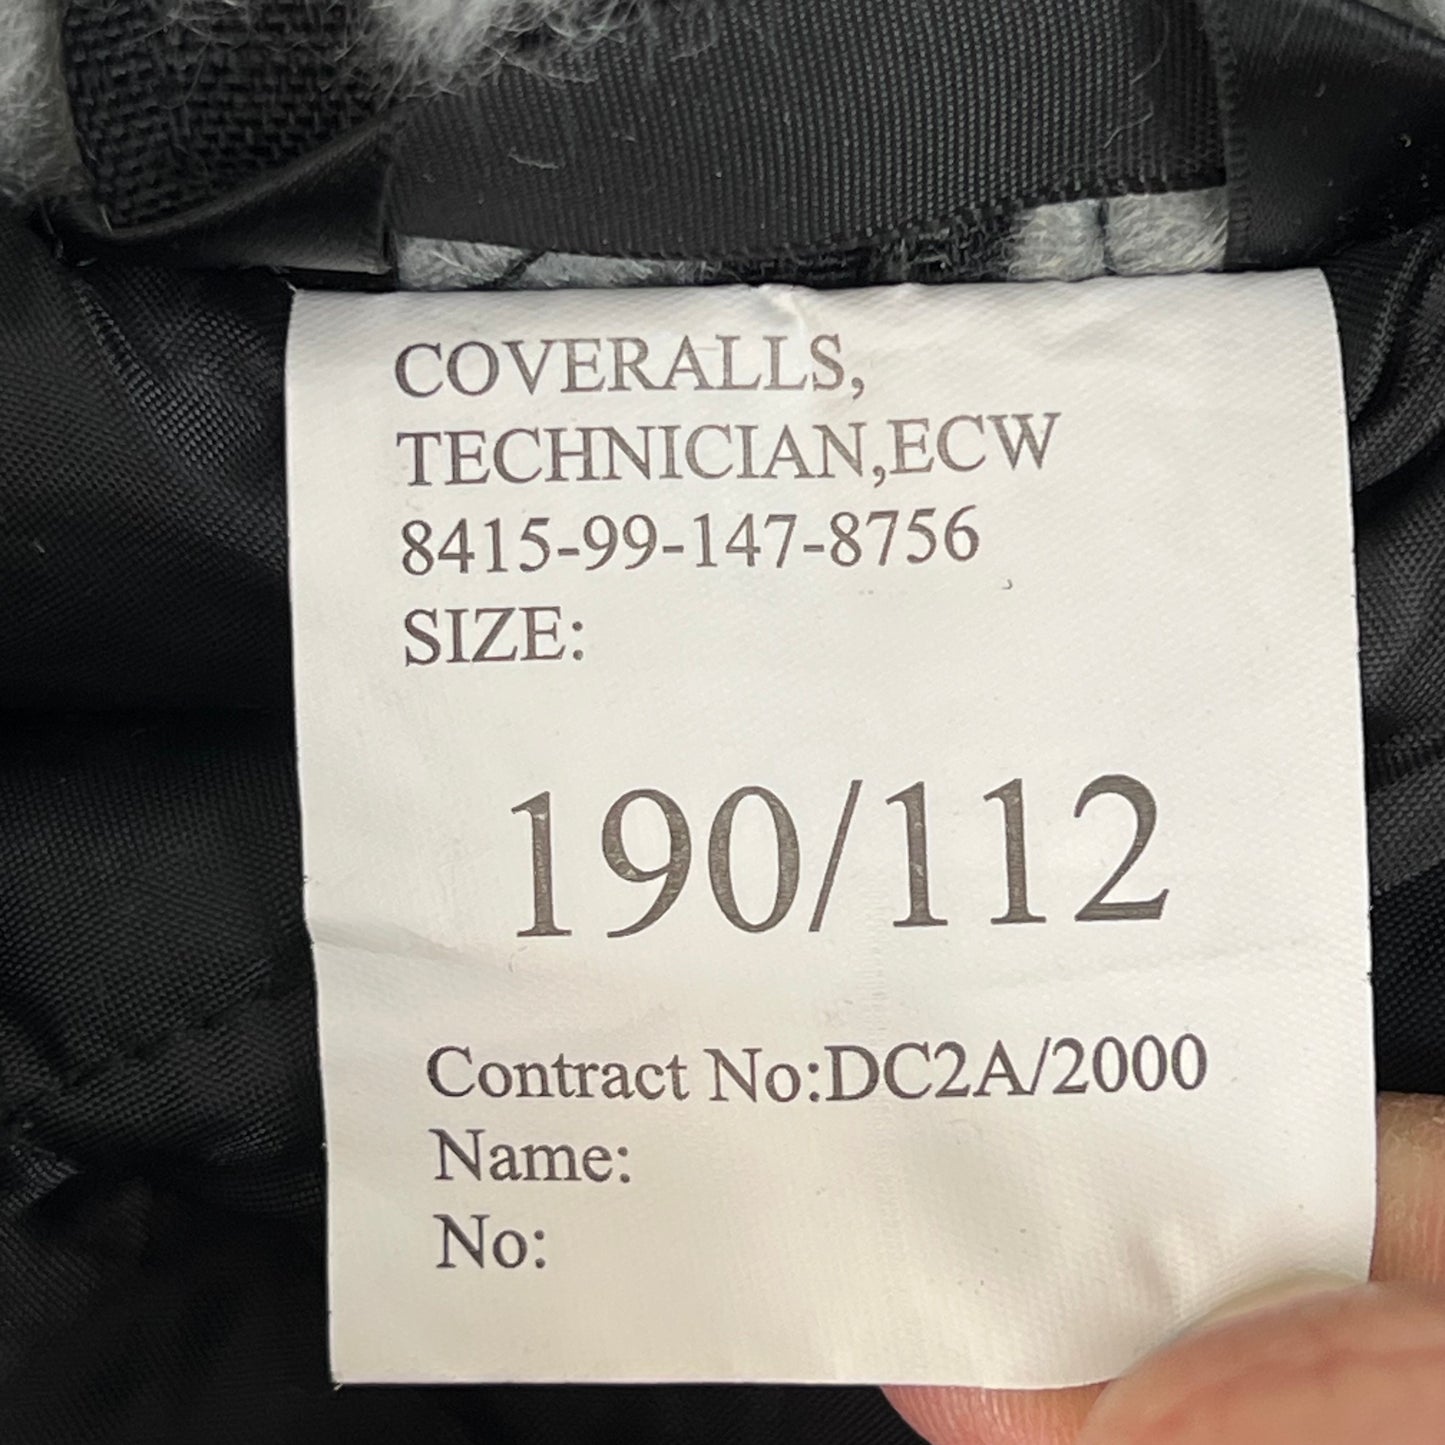 COVERALLS,
TECHNICIAN,ECW
8415-99-147-8756
SIZE:
190/112
Contract No:DC2A/2000
Name:
No: